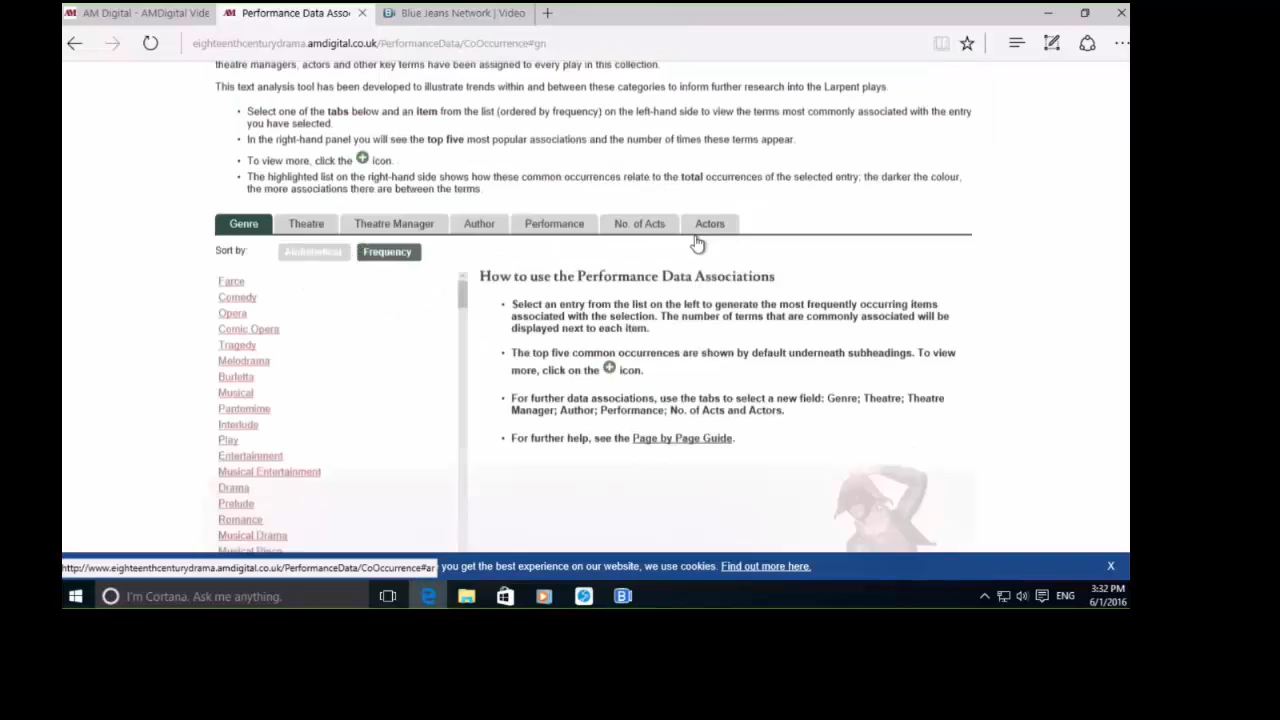 AM Digital - AMDigital Vide
Performance Data Asso
Blue Jeans Network | Video
eighteenthcenturydrama.amdigital.co.uk/PerformanceData/CoOccurrence#gn
theatre managers, actors and other key terms have been assigned to every play in this collection.
This text analysis tool has been developed to illustrate trends within and between these categories to inform further research into the Larpent plays.
• Select one of the tabs below and an item from the list (ordered by frequency) on the left-hand side to view the terms most commonly associated with the entry
you have selected.
• In the right-hand panel you will see the top five most popular associations and the number of times these terms appear.
• To view more, click the icon.
• The highlighted list on the right-hand side shows how these common occurrences relate to the total occurrences of the selected entry; the darker the colour,
the more associations there are between the terms.
Genre Theatre Theatre Manager Author Performance No. of Acts Actors
Sort by: Alphabetical Frequency
Farce
Comedy
Opera
Comic Opera
Tragedy
Melodrama
Burletta
Musical
Pantomime
Interlude
Play
Entertainment
Musical Entertainment
Drama
Prelude
Romance
Musical Drama
Musical Piece
How to use the Performance Data Associations
• Select an entry from the list on the left to generate the most frequently occurring items
associated with the selection. The number of terms that are commonly associated will be
displayed next to each item.
• The top five common occurrences are shown by default underneath subheadings. To view
more, click on the icon.
• For further data associations, use the tabs to select a new field: Genre; Theatre; Theatre
Manager; Author; Performance; No. of Acts and Actors.
• For further help, see the Page by Page Guide.
http://www.eighteenthcenturydrama.amdigital.co.uk/PerformanceData/CoOccurrence#ar
you get the best experience on our website, we use cookies. Find out more here. X
I'm Cortana. Ask me anything.
ENG
3:32 PM
6/1/2016